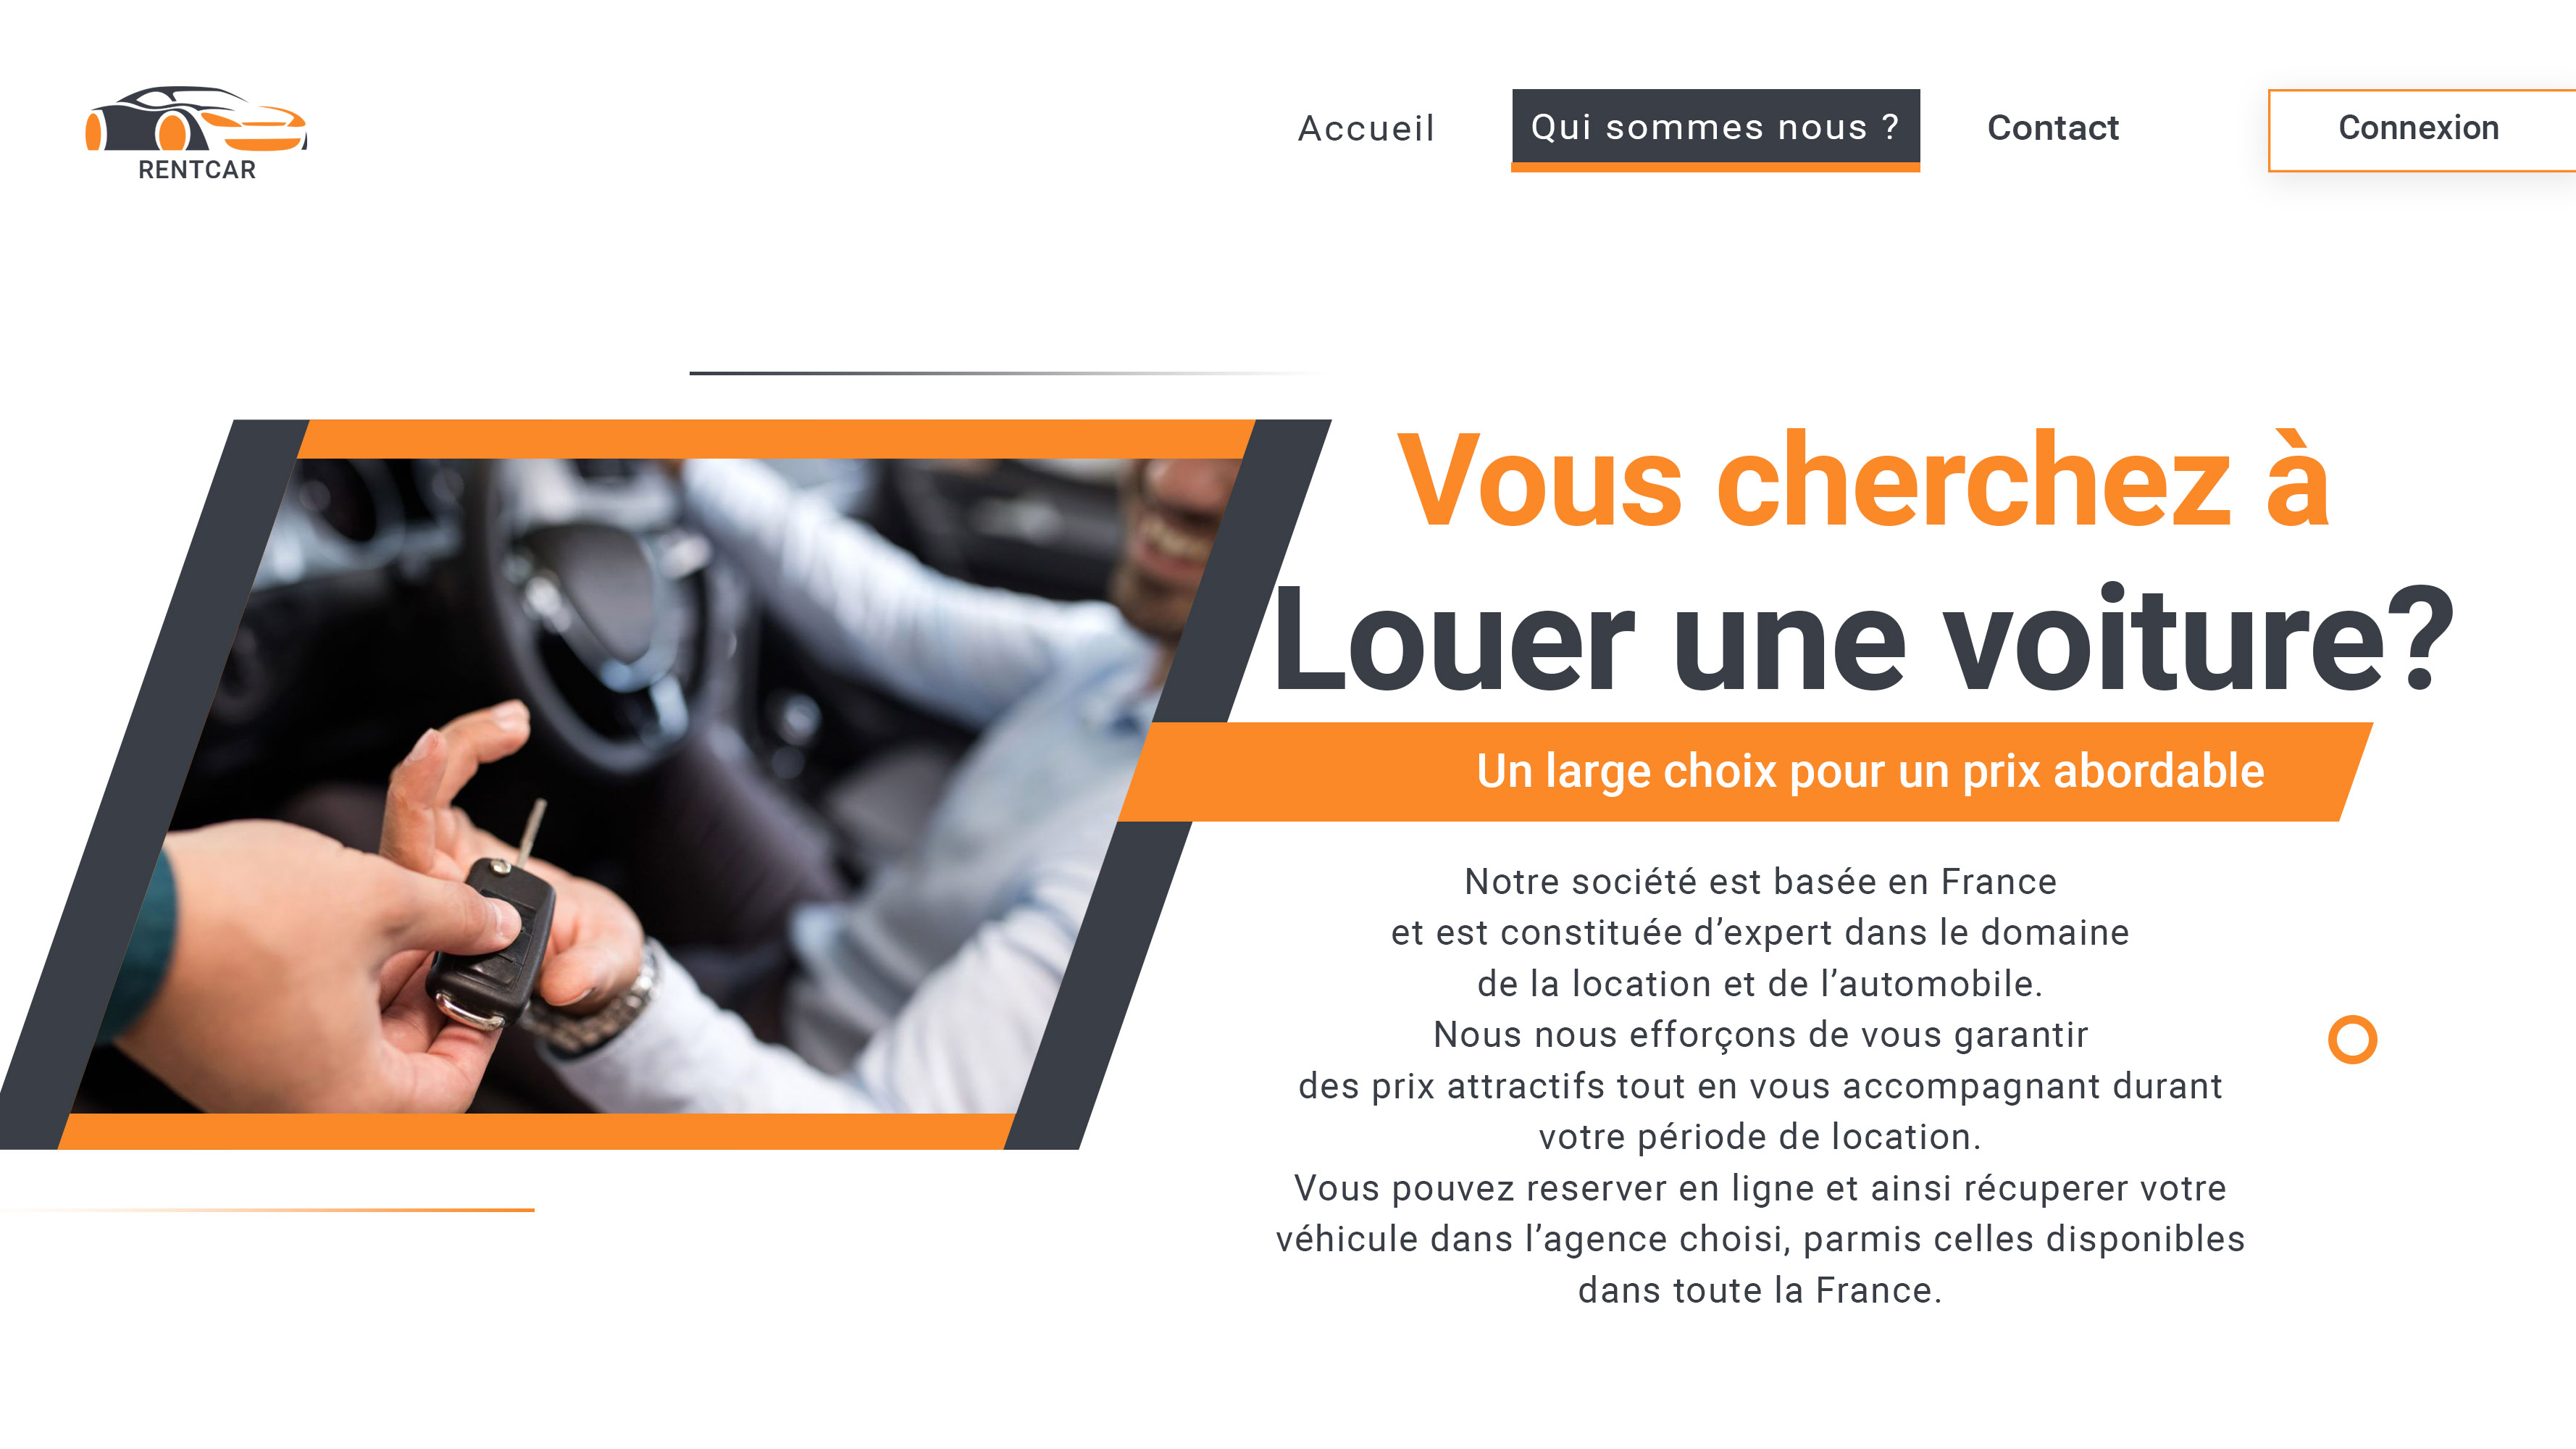 RENTCAR
Accueil
Qui sommes nous ?
Contact
Connexion
Vous cherchez à
Louer une voiture?
Un large choix pour un prix abordable
Notre société est basée en France
et est constituée d’expert dans le domaine
de la location et de l’automobile.
Nous nous efforçons de vous garantir
des prix attractifs tout en vous accompagnant durant
votre période de location.
Vous pouvez reserver en ligne et ainsi récuperer votre
véhicule dans l’agence choisi, parmis celles disponibles
dans toute la France.